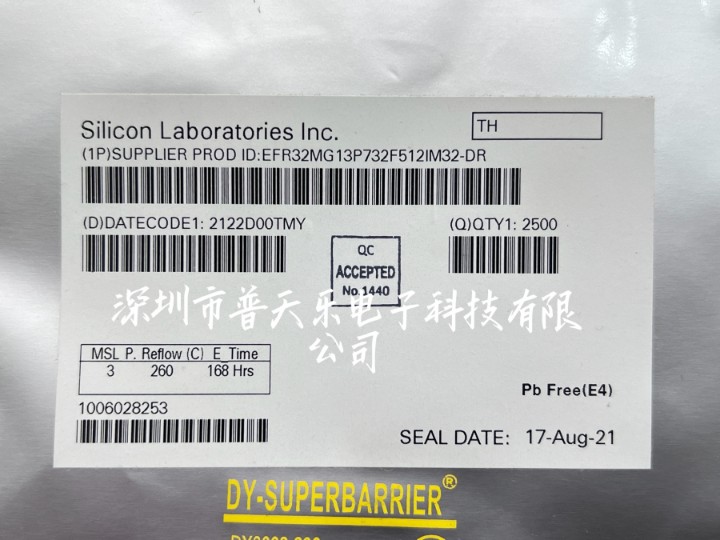 Silicon Laboratories Inc.
TH
(1P)SUPPLIER PROD ID:EFR32MG13P732F512IM32-DR
(D)DATECODE1: 2122D00TMY
(Q)QTY1: 2500
QC
ACCEPTED
No.1440
深圳市普天乐电子科技有限
公司
MSL P. Reflow (C) E_Time
3 260 168 Hrs
Pb Free(E4)
1006028253
SEAL DATE: 17-Aug-21
DY-SUPERBARRIER®